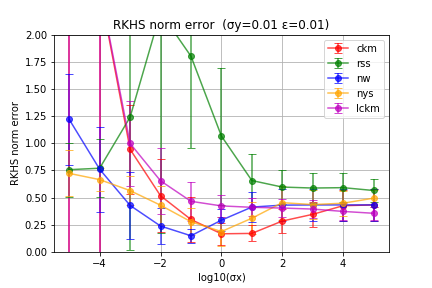 RKHS norm error (σy=0.01 ε=0.01)
RKHS norm error
2.00
1.75
1.50
1.25
1.00
0.75
0.50
0.25
0.00
ckm
rss
nw
nys
lckm
−4
−2
0
2
4
log10(σx)